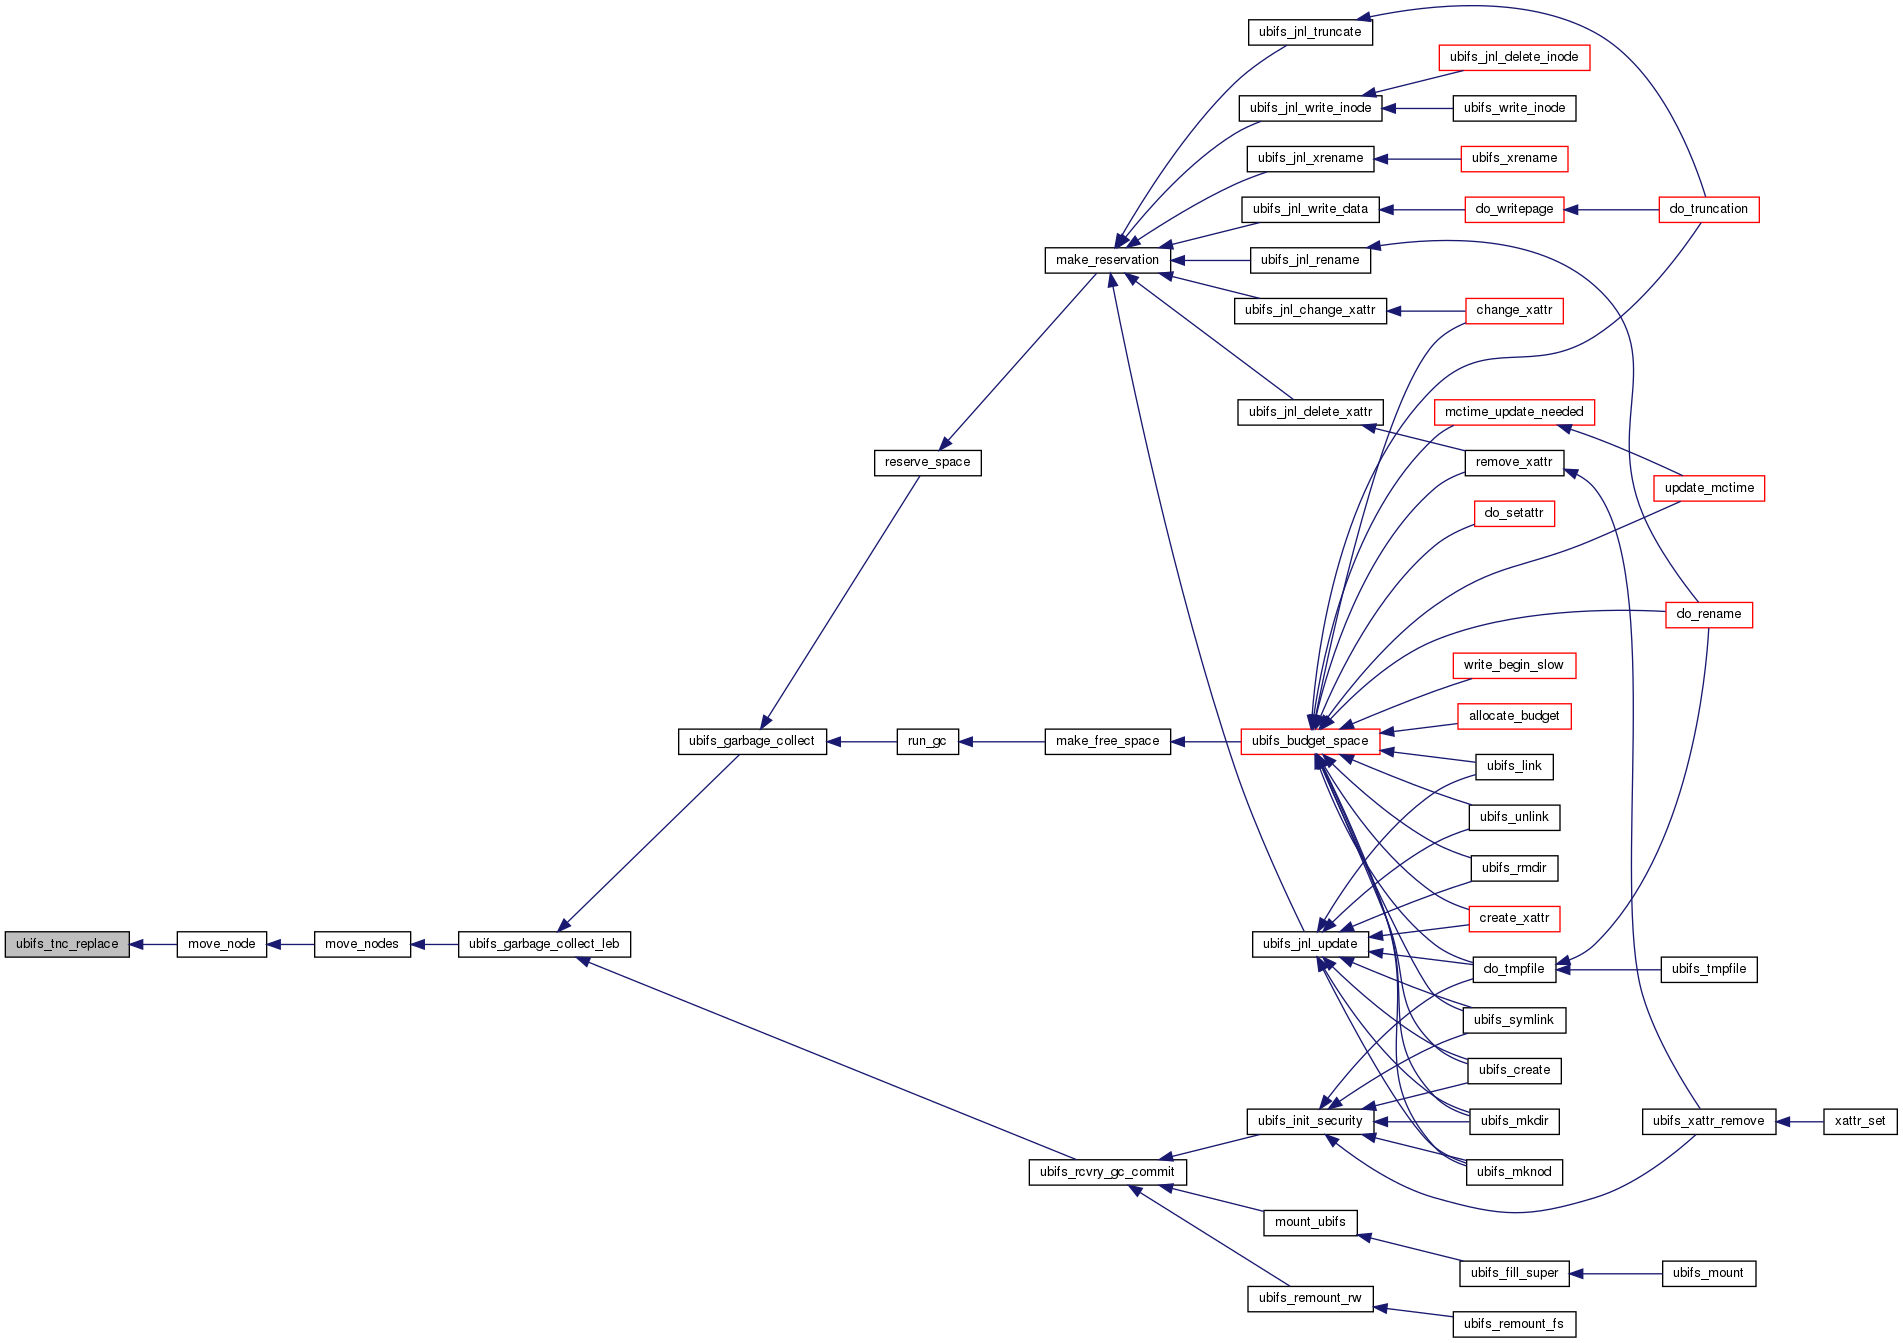 ubifs_jnl_truncate
ubifs_jnl_delete_inode
ubifs_jnl_write_inode
ubifs_write_inode
ubifs_jnl_xrename
ubifs_xrename
ubifs_jnl_write_data
do_writepage
do_truncation
make_reservation
ubifs_jnl_rename
ubifs_jnl_change_xattr
change_xattr
ubifs_jnl_delete_xattr
mctime_update_needed
reserve_space
remove_xattr
update_mctime
do_setattr
do_rename
write_begin_slow
allocate_budget
ubifs_garbage_collect
run_gc
make_free_space
ubifs_budget_space
ubifs_link
ubifs_unlink
ubifs_rmdir
create_xattr
ubifs_tnc_replace
move_node
move_nodes
ubifs_garbage_collect_leb
ubifs_jnl_update
do_tmpfile
ubifs_tmpfile
ubifs_symlink
ubifs_create
ubifs_init_security
ubifs_mkdir
ubifs_xattr_remove
xattr_set
ubifs_rcvry_gc_commit
ubifs_mknod
mount_ubifs
ubifs_fill_super
ubifs_mount
ubifs_remount_rw
ubifs_remount_fs